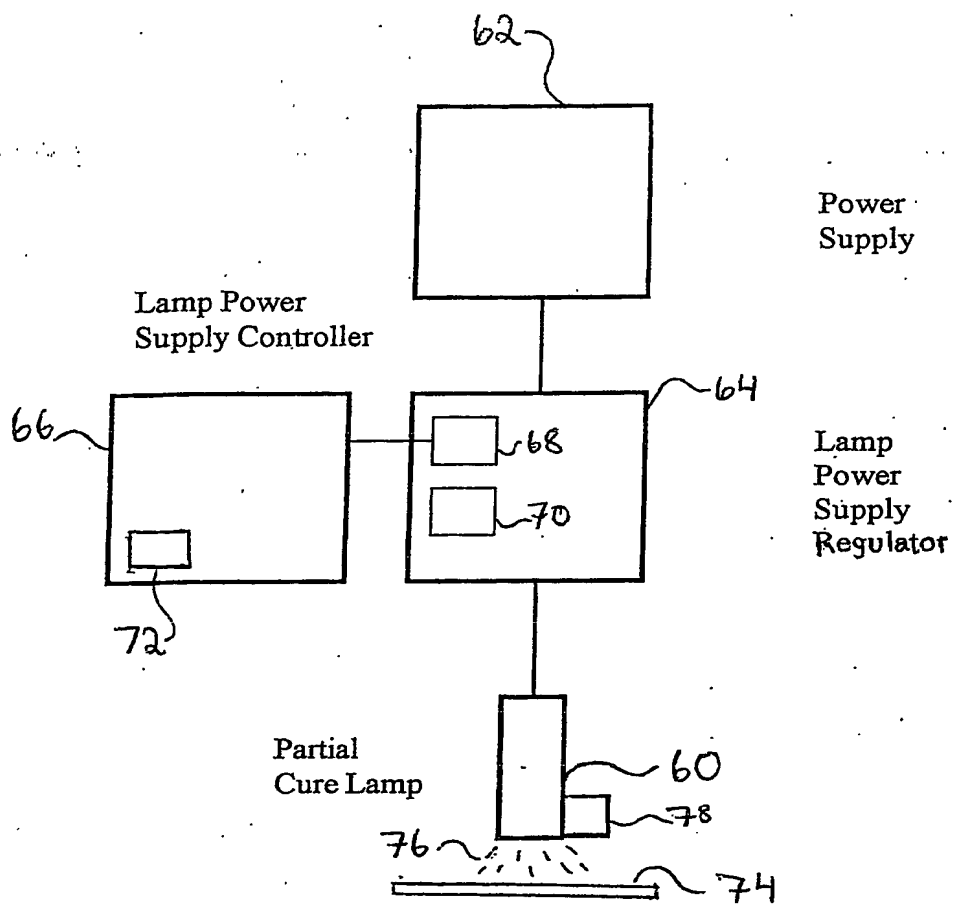 62
Power
Supply
Lamp Power
Supply Controller
64
66
68
Lamp
Power
Supply
Regulator
70
72
Partial
Cure Lamp
60
78
76
74